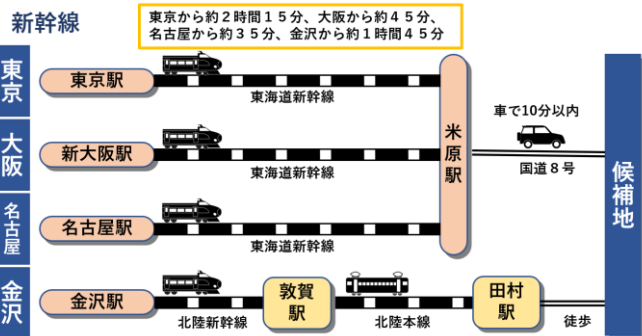 新幹線
東京から約２時間１５分、大阪から約４５分、
名古屋から約３５分、金沢から約１時間４５分
東京
東京駅
東海道新幹線
大阪
新大阪駅
東海道新幹線
名古屋
名古屋駅
東海道新幹線
米原駅
車で10分以内
国道８号
候補地
金沢
金沢駅
北陸新幹線
敦賀
駅
北陸本線
田村
駅
徒歩